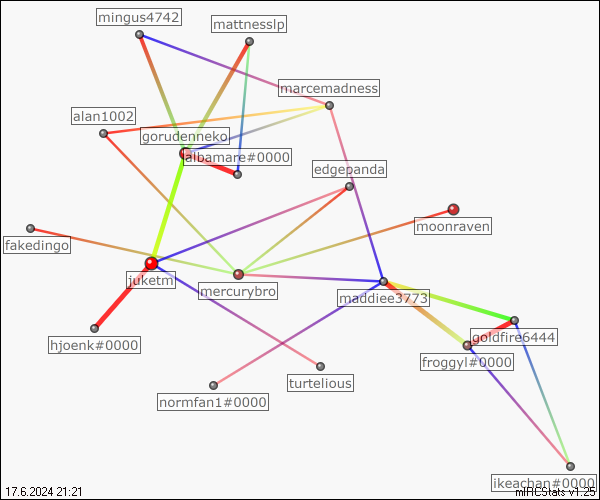 mingus4742
mattnesslp
marcemadness
alan1002
gorudenneko
albamare#0000
edgepanda
moonraven
fakedingo
juketm
mercurybro
maddiee3773
goldfire6444
hjoenk#0000
froggyl#0000
turtelious
normfan1#0000
ikeachan#0000
17.6.2024 21:21
mIRCStats v1.25